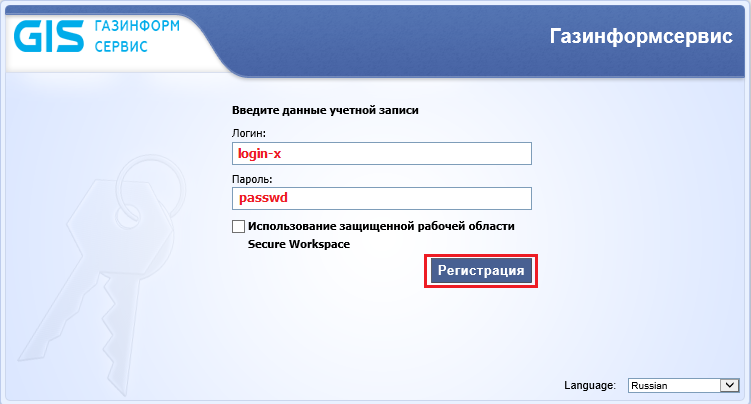 GIS ГАЗИНФОРМ
СЕРВИС
Газинформсервис
Введите данные учетной записи
Логин:
login-x
Пароль:
passwd
Использование защищенной рабочей области
Secure Workspace
Регистрация
Language: Russian